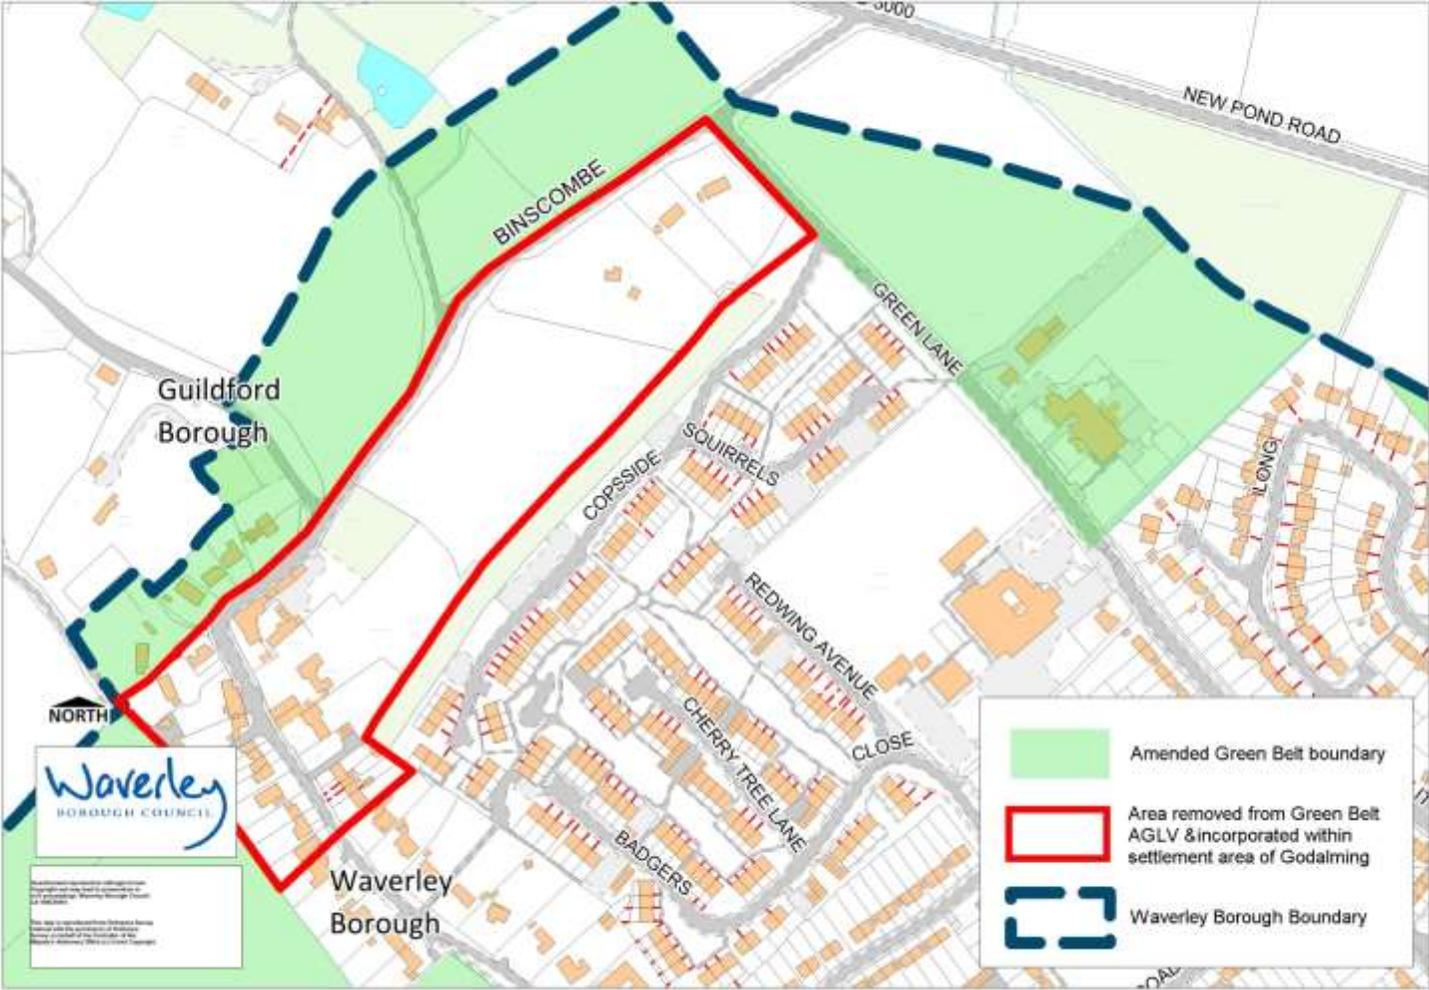 3000
NEW POND ROAD
BINSCOMBE
GREEN LANE
Guildford
Borough
SQUIRRELS
COPSSIDE
LONG
REDWING AVENUE
CHERRY TREE LANE
CLOSE
BADGERS
NORTH
Waverley
BOROUGH COUNCIL
Waverley
Borough
Amended Green Belt boundary
Area removed from Green Belt
AGLV &incorporated within
settlement area of Godalming
Waverley Borough Boundary